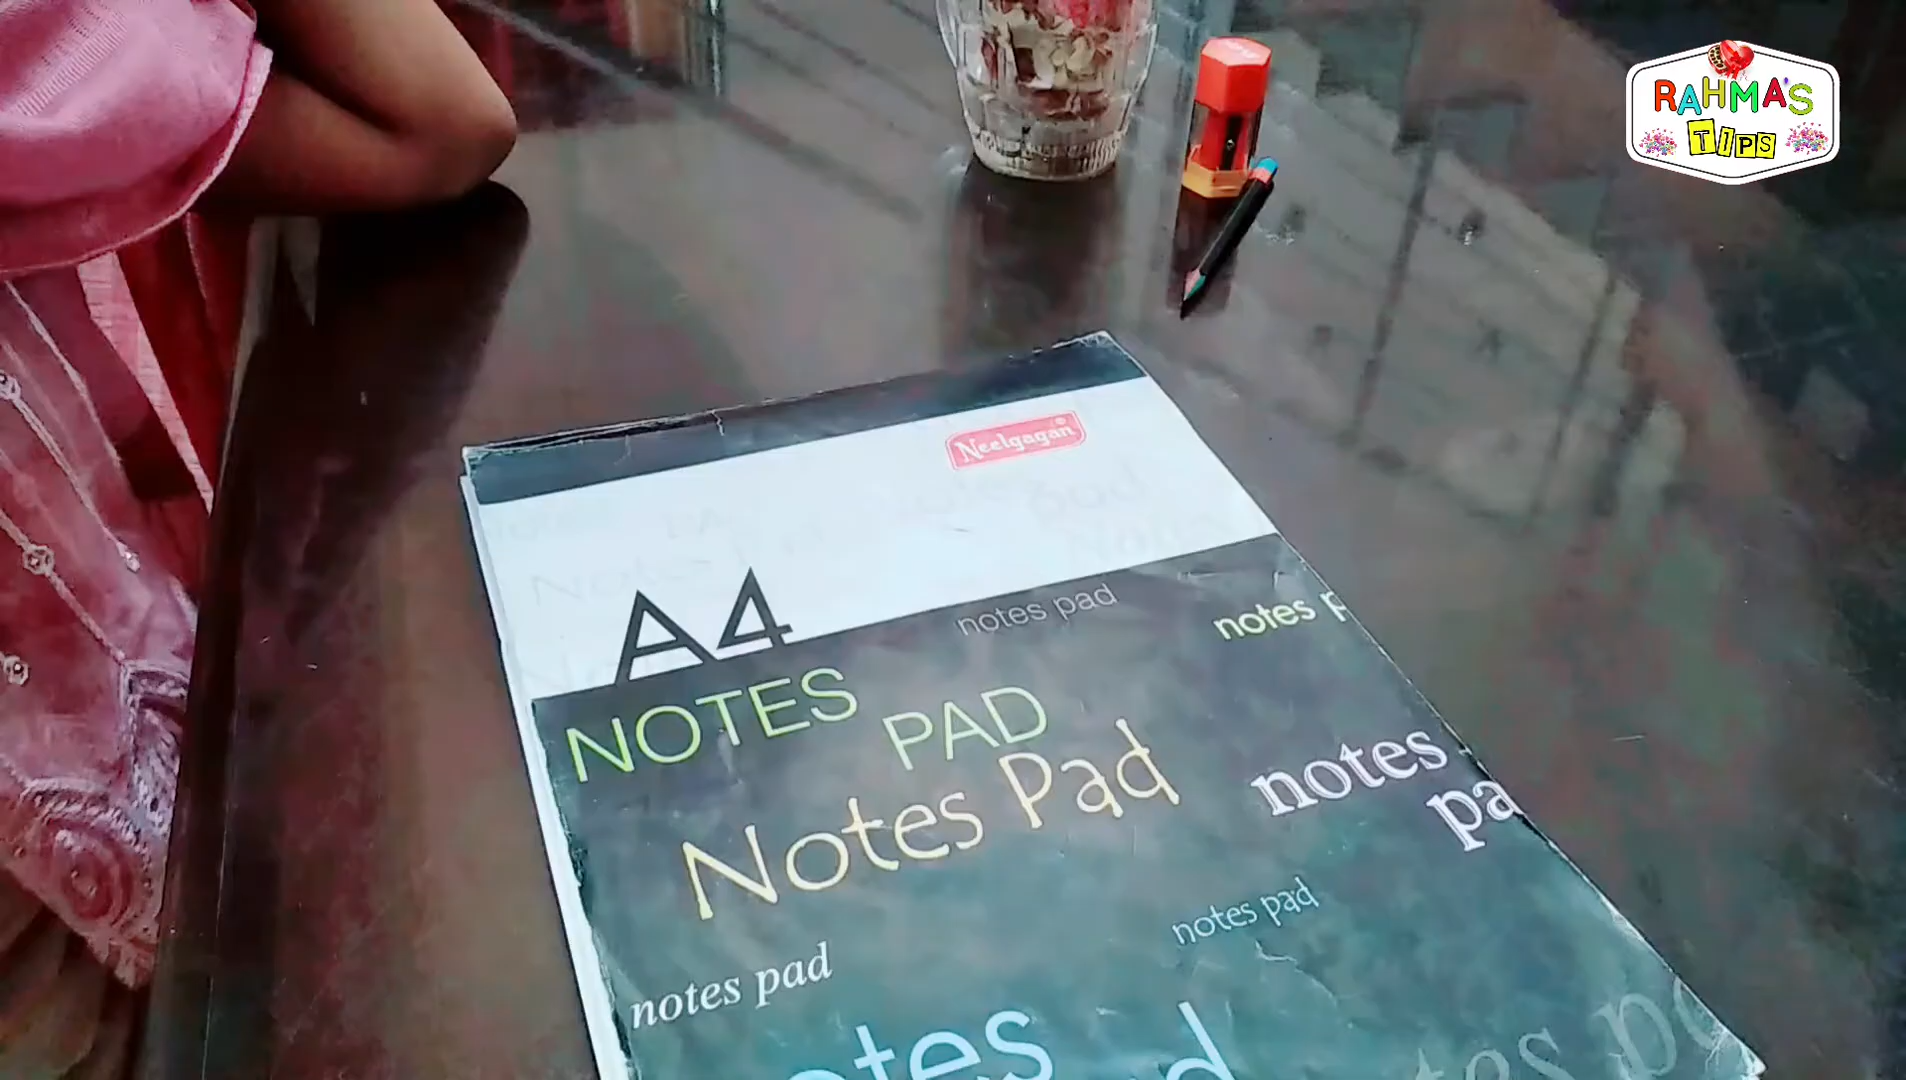 RAHMA'S
TIPS
Neelgagan
A4
notes pad
notes p
NOTES
PAD
Notes Pad
notes
pa
notes pad
notes pad